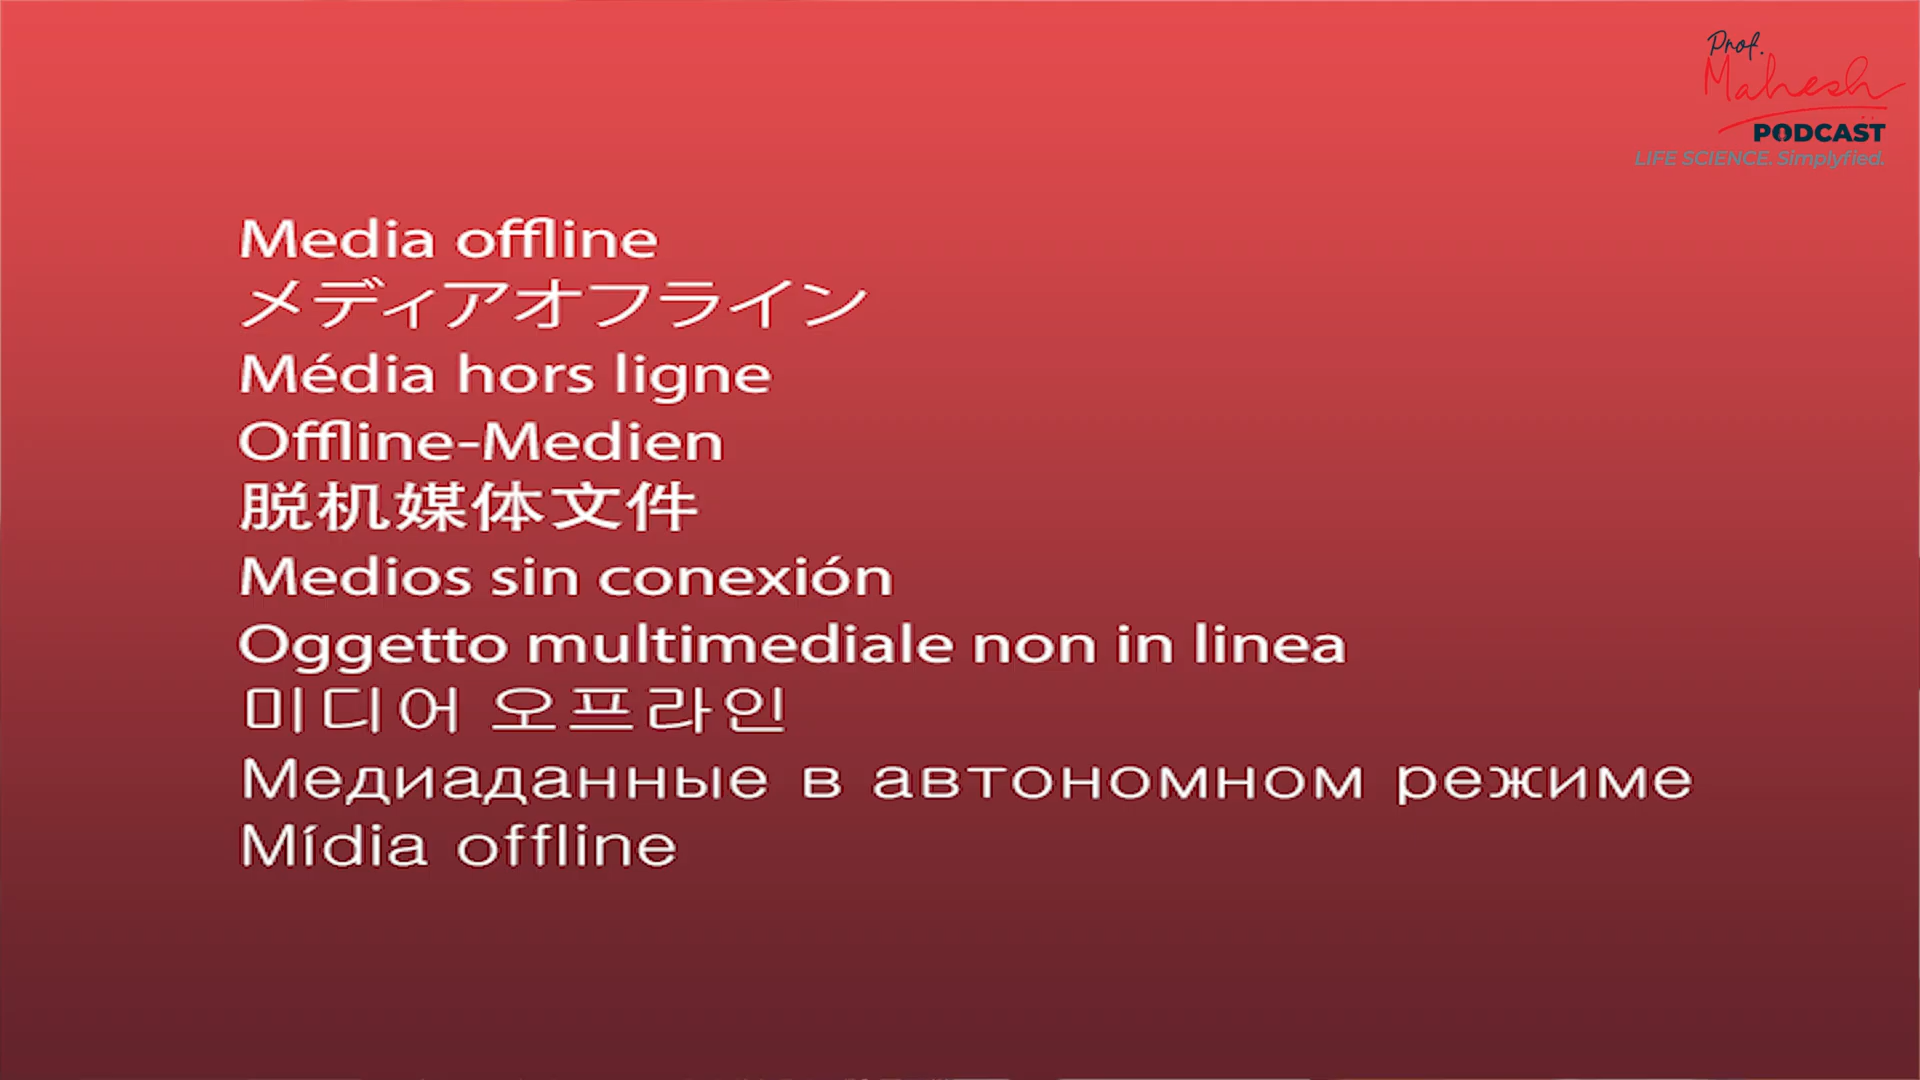 Prof.
Mahesh
PODCAST
LIFE SCIENCE. Simplyfied.
Media offline
メディアオフライン
Média hors ligne
Offline-Medien
脱机媒体文件
Medios sin conexión
Oggetto multimediale non in linea
미디어 오프라인
Медиаданные в автономном режиме
Mídia offline